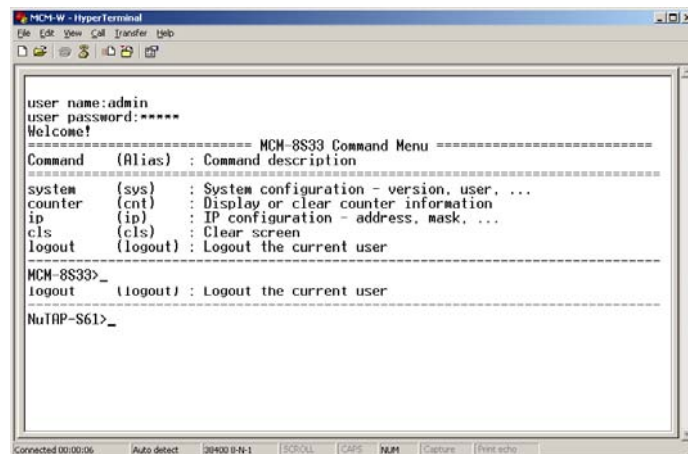 MCM-W - HyperTerminal
File Edit View Call Transfer Help
user name:admin
user password:*****
Welcome!
============================ MCM-8S33 Command Menu ===========================
Command (Alias) : Command description
==============================================================================
system (sys) : System configuration - version, user, ...
counter (cnt) : Display or clear counter information
ip (ip) : IP configuration - address, mask, ...
cls (cls) : Clear screen
logout (logout) : Logout the current user
------------------------------------------------------------------------------
MCM-8S33>_
logout (logout) : Logout the current user
------------------------------------------------------------------------------
NuTAP-S61>_
Connected 00:00:06 Auto detect 38400 8-N-1 SCROLL CAPS NUM Capture Print echo